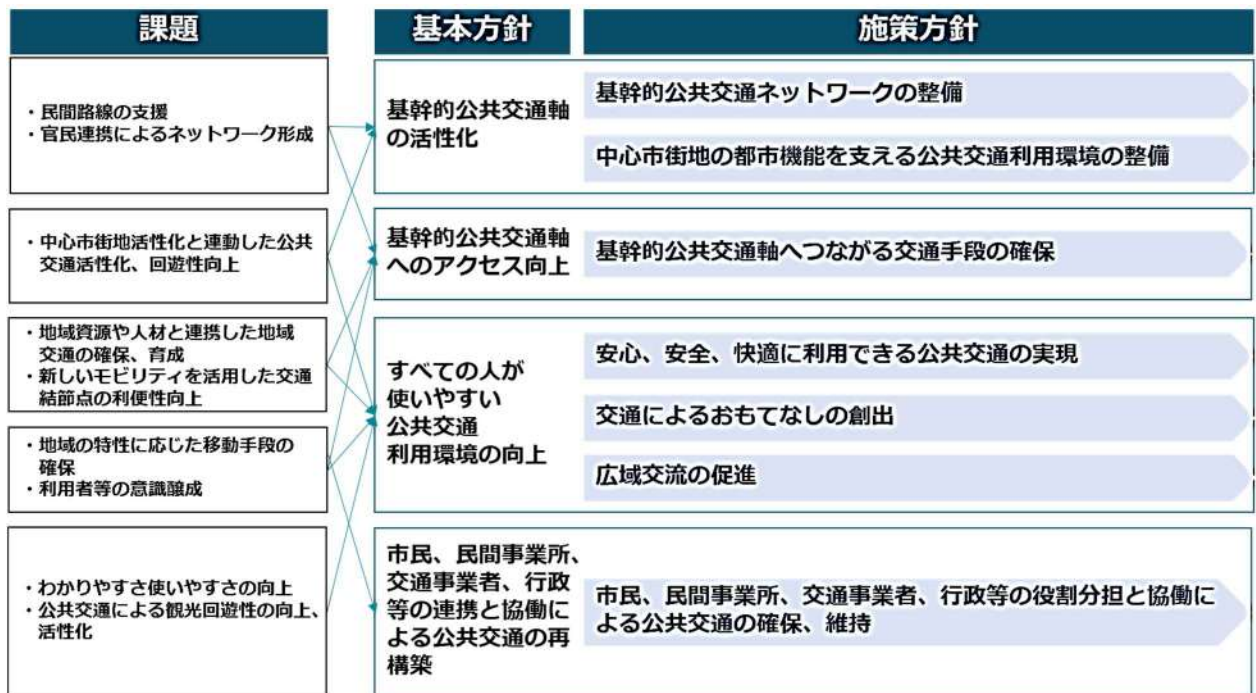 課題
基本方針
施策方針
・民間路線の支援
・官民連携によるネットワーク形成
・中心市街地活性化と連動した公共
交通活性化、回遊性向上
・地域資源や人材と連携した地域
交通の確保、育成
・新しいモビリティを活用した交通
結節点の利便性向上
・地域の特性に応じた移動手段の
確保
・利用者等の意識醸成
・わかりやすさ使いやすさの向上
・公共交通による観光回遊性の向上、
活性化
基幹的公共交通軸
の活性化
基幹的公共交通ネットワークの整備
中心市街地の都市機能を支える公共交通利用環境の整備
基幹的公共交通軸
へのアクセス向上
基幹的公共交通軸へつながる交通手段の確保
すべての人が
使いやすい
公共交通
利用環境の向上
安心、安全、快適に利用できる公共交通の実現
交通によるおもてなしの創出
広域交流の促進
市民、民間事業所、
交通事業者、行政
等の連携と協働に
よる公共交通の再
構築
市民、民間事業所、交通事業者、行政等の役割分担と協働に
よる公共交通の確保、維持